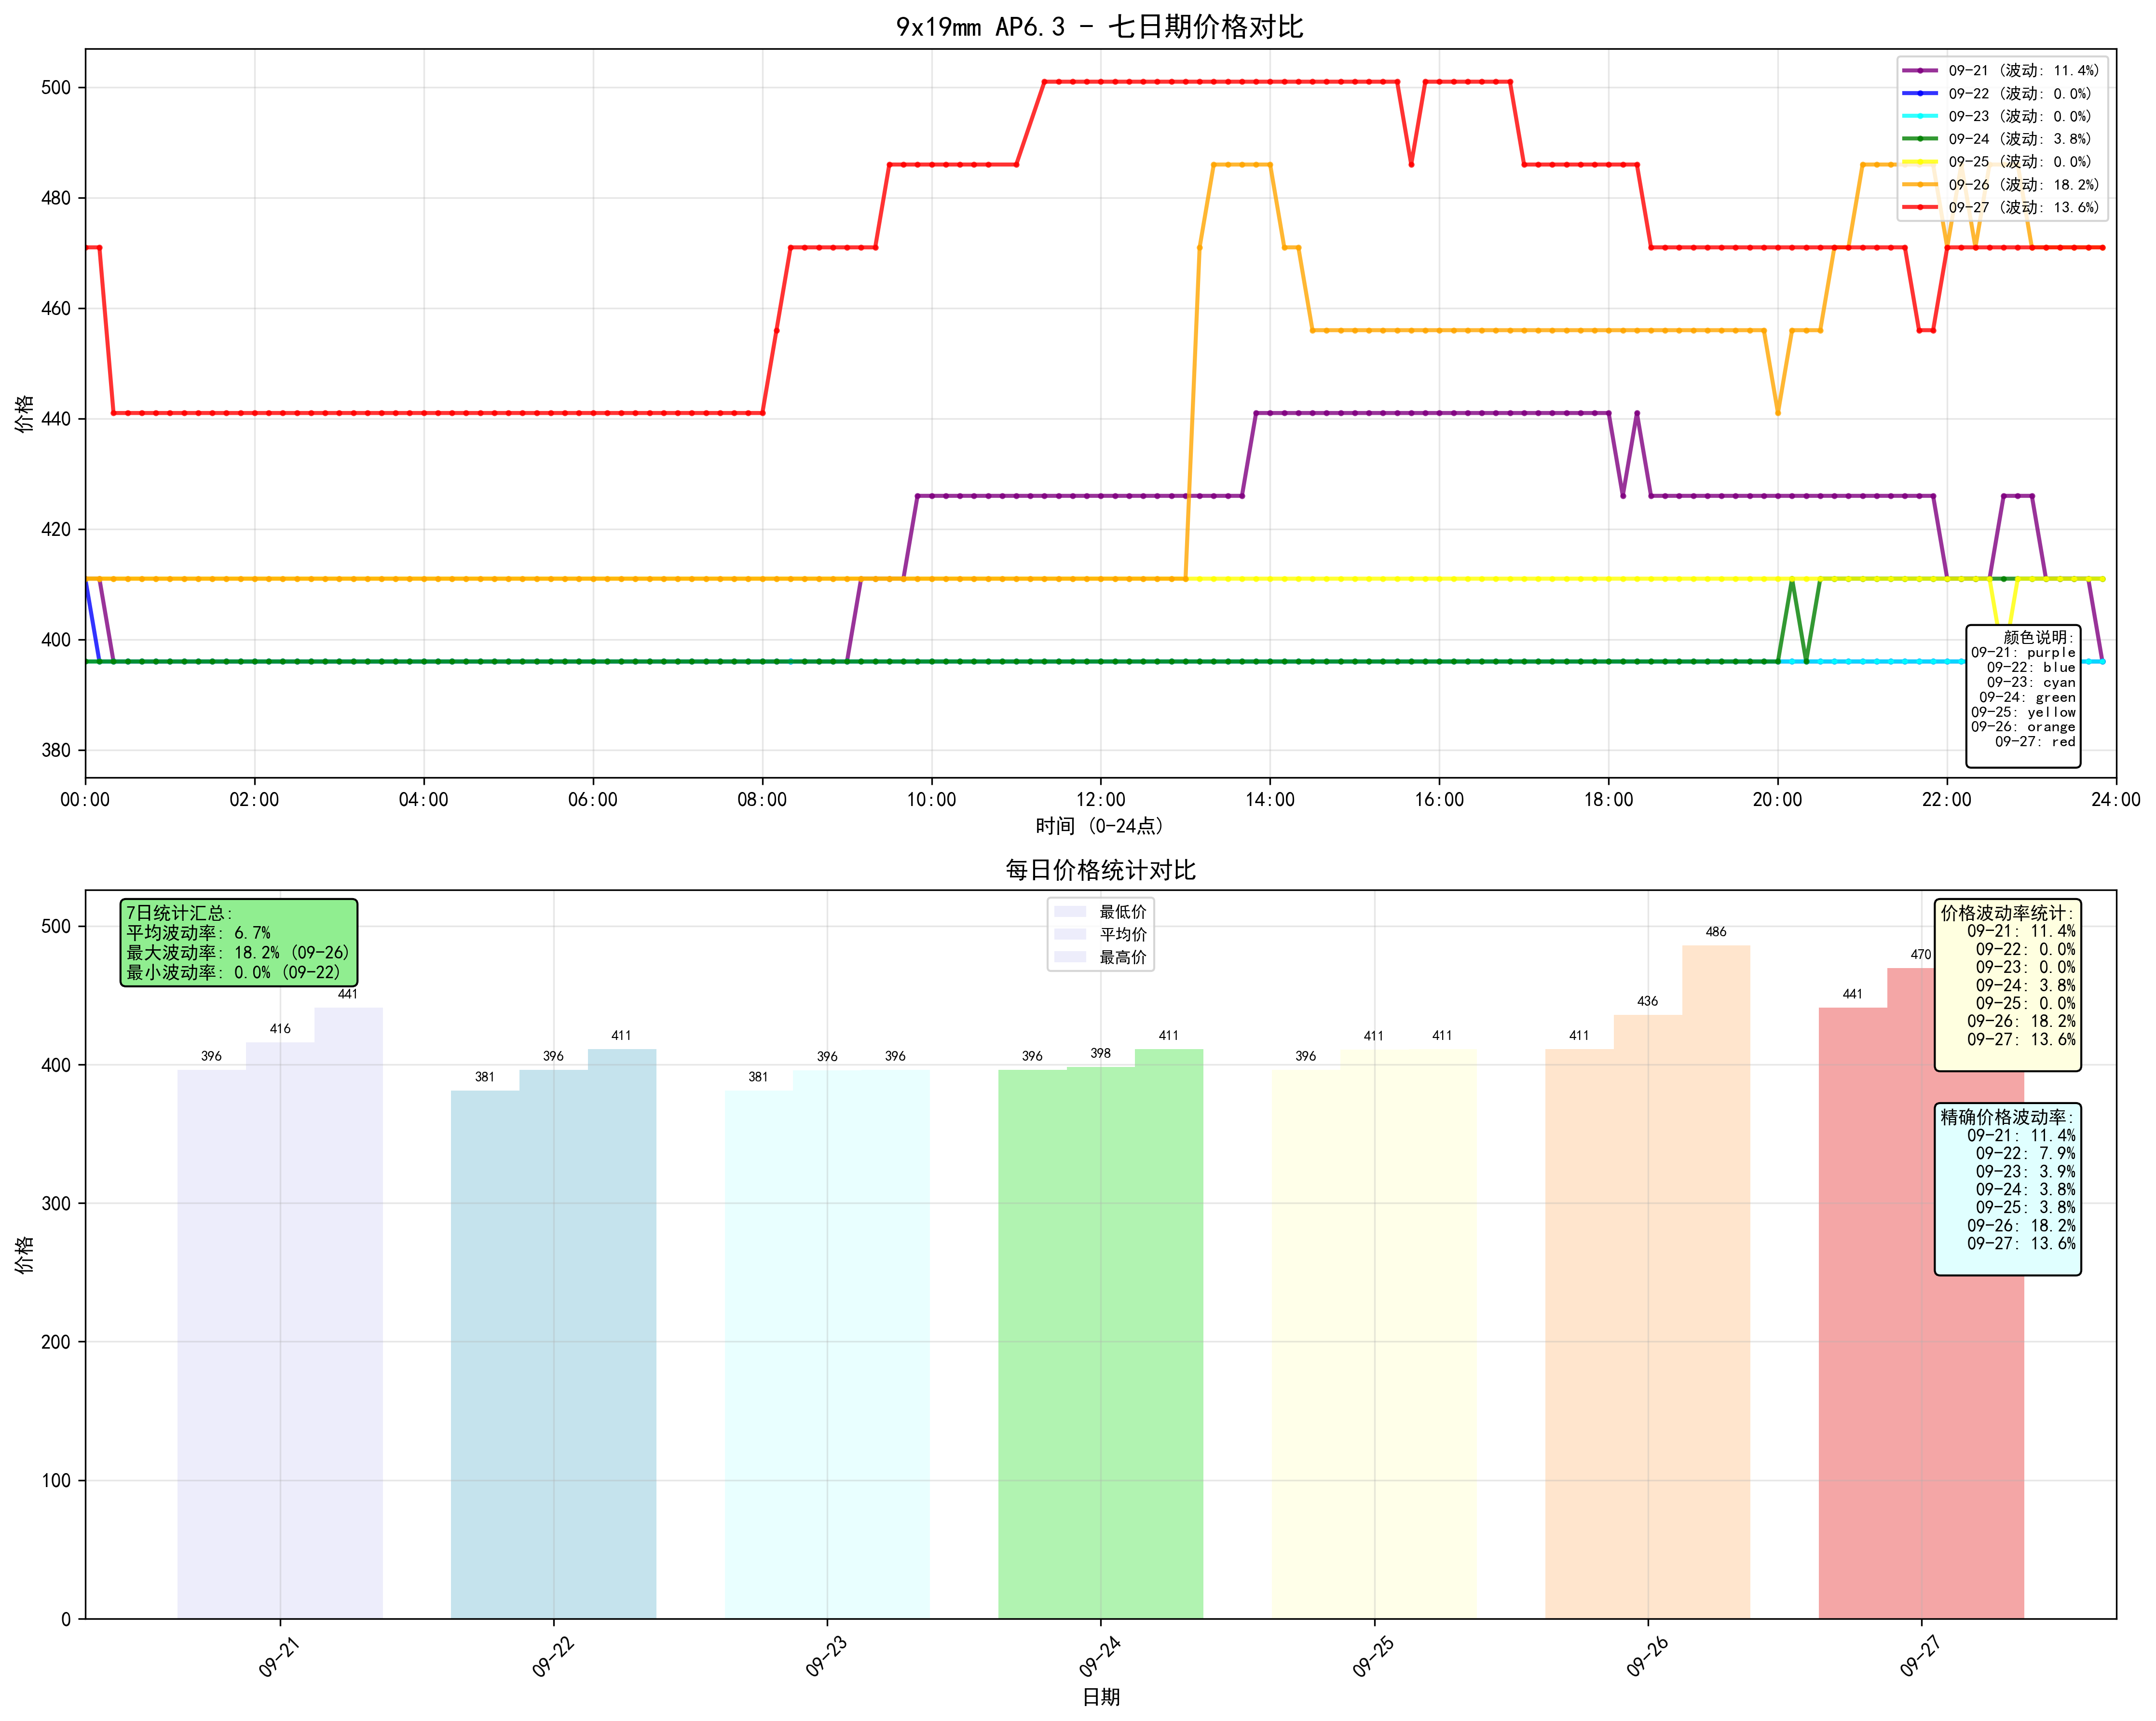 9x19mm AP6.3 - 七日期价格对比
价格
500
480
460
440
420
400
380
09-21 (波动: 11.4%)
09-22 (波动: 0.0%)
09-23 (波动: 0.0%)
09-24 (波动: 3.8%)
09-25 (波动: 0.0%)
09-26 (波动: 18.2%)
09-27 (波动: 13.6%)
颜色说明:
09-21: purple
09-22: blue
09-23: cyan
09-24: green
09-25: yellow
09-26: orange
09-27: red
00:00 02:00 04:00 06:00 08:00 10:00 12:00 14:00 16:00 18:00 20:00 22:00 24:00
时间 (0-24点)
每日价格统计对比
价格
500
400
300
200
100
0
7日统计汇总:
平均波动率: 6.7%
最大波动率: 18.2% (09-26)
最小波动率: 0.0% (09-22)
最低价
平均价
最高价
价格波动率统计:
09-21: 11.4%
09-22: 0.0%
09-23: 0.0%
09-24: 3.8%
09-25: 0.0%
09-26: 18.2%
09-27: 13.6%
精确价格波动率:
09-21: 11.4%
09-22: 7.9%
09-23: 3.9%
09-24: 3.8%
09-25: 3.8%
09-26: 18.2%
09-27: 13.6%
396 416 441
381 396 411
381 396 396
396 398 411
396 411 411
411 436 486
441 470
09-21 09-22 09-23 09-24 09-25 09-26 09-27
日期